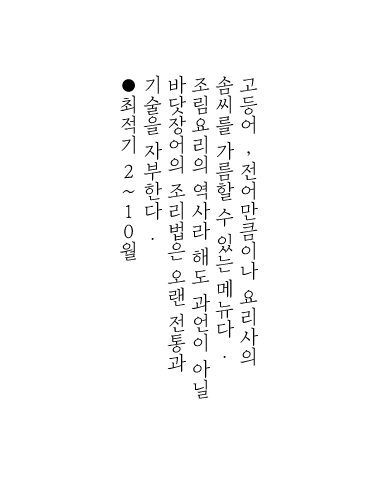 고등어, 전어만큼이나 요리사의
솜씨를 가름할 수 있는 메뉴다.
조림요리의 역사라 해도 과언이 아닐
바닷장어의 조리법은 오랜 전통과
기술을 자부한다.
●최적기 2~10월